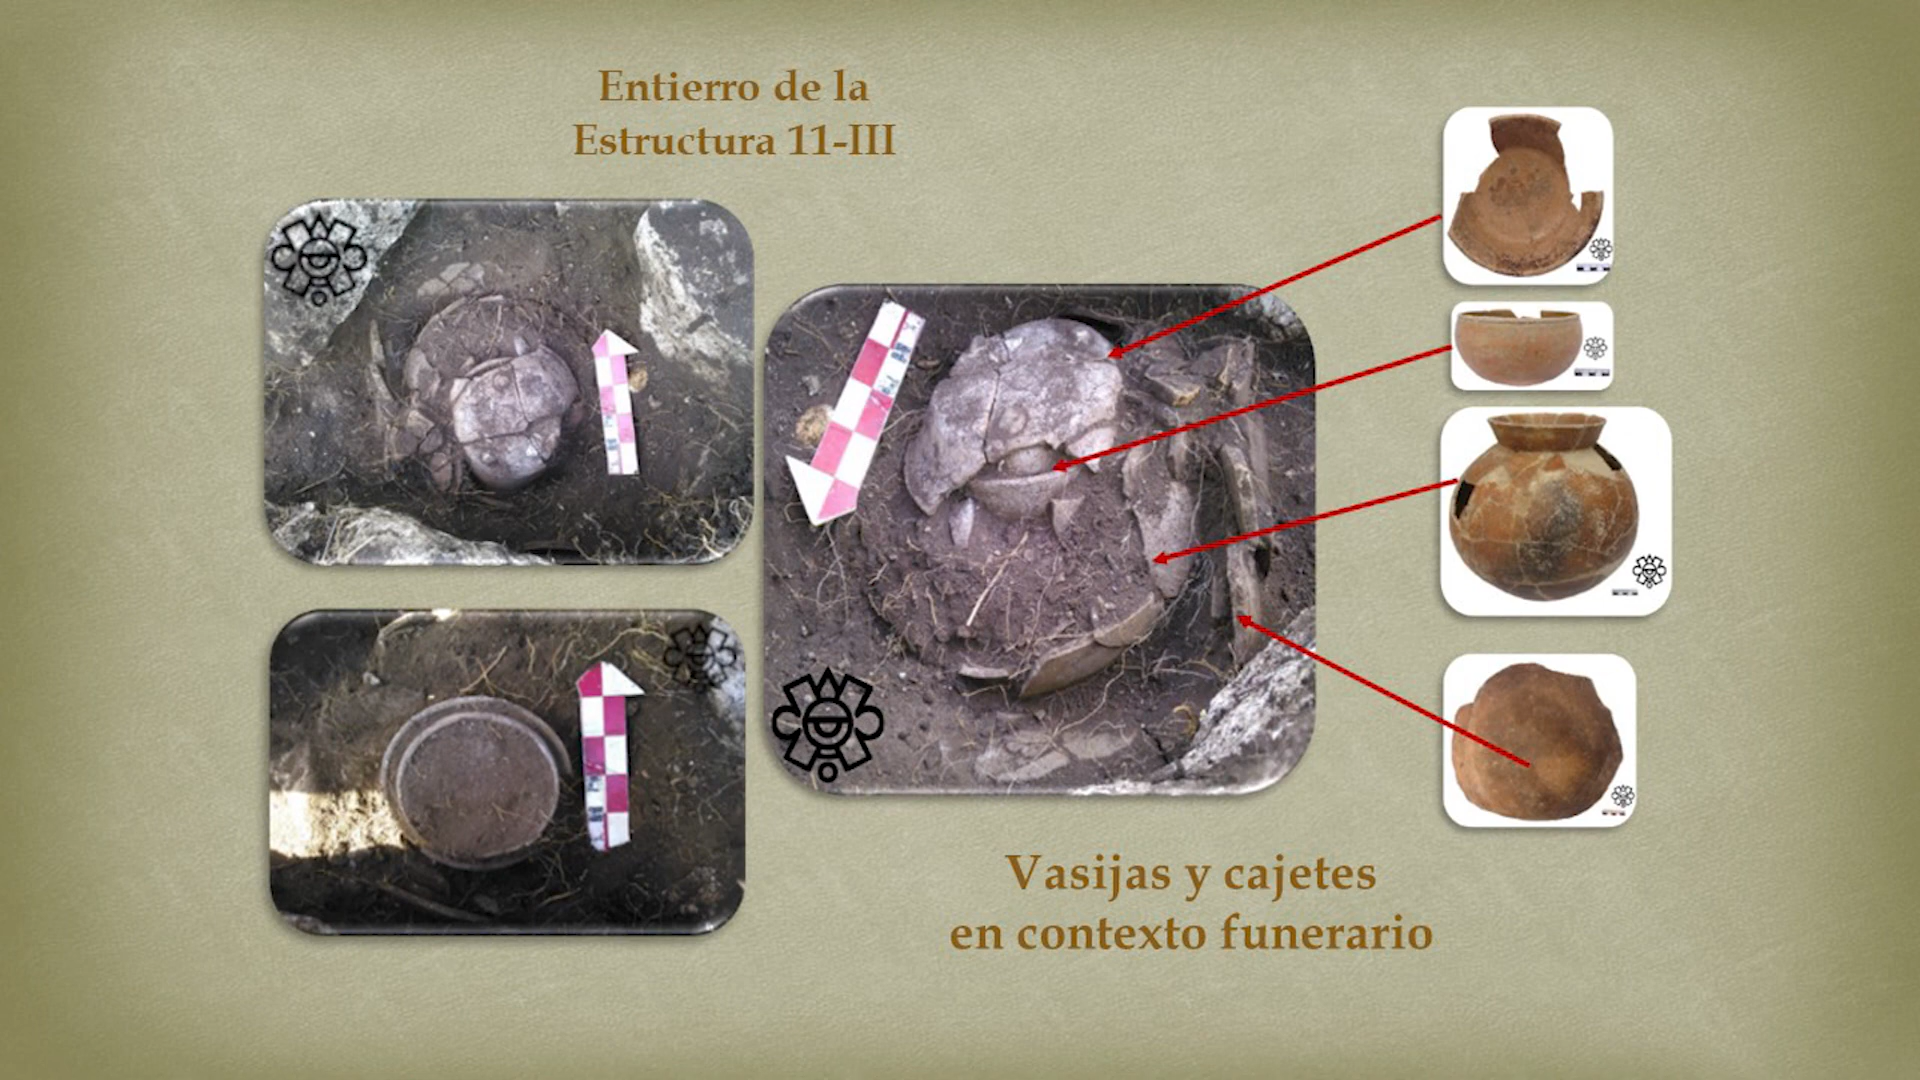 Entierro de la
Estructura 11-III
Vasijas y cajetes
en contexto funerario